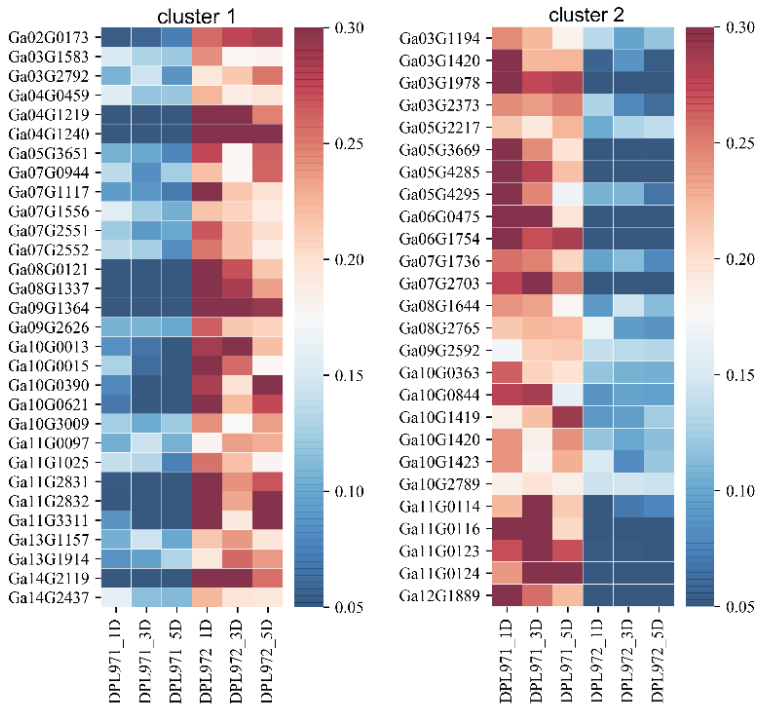 cluster 1
Ga02G0173
Ga03G1583
Ga03G2792
Ga04G0459
Ga04G1219
Ga04G1240
Ga05G3651
Ga07G0944
Ga07G1117
Ga07G1556
Ga07G2551
Ga07G2552
Ga08G0121
Ga08G1337
Ga09G1364
Ga09G2626
Ga10G0013
Ga10G0015
Ga10G0390
Ga10G0621
Ga10G3009
Ga11G0097
Ga11G1025
Ga11G2831
Ga11G2832
Ga11G3311
Ga13G1157
Ga13G1914
Ga14G2119
Ga14G2437
DPL971_1D
DPL971_3D
DPL971_5D
DPL972_1D
DPL972_3D
DPL972_5D
0.30
0.25
0.20
0.15
0.10
0.05
cluster 2
Ga03G1194
Ga03G1420
Ga03G1978
Ga03G2373
Ga05G2217
Ga05G3669
Ga05G4285
Ga05G4295
Ga06G0475
Ga06G1754
Ga07G1736
Ga07G2703
Ga08G1644
Ga08G2765
Ga09G2592
Ga10G0363
Ga10G0844
Ga10G1419
Ga10G1420
Ga10G1423
Ga10G2789
Ga11G0114
Ga11G0116
Ga11G0123
Ga11G0124
Ga12G1889
DPL971_1D
DPL971_3D
DPL971_5D
DPL972_1D
DPL972_3D
DPL972_5D
0.30
0.25
0.20
0.15
0.10
0.05